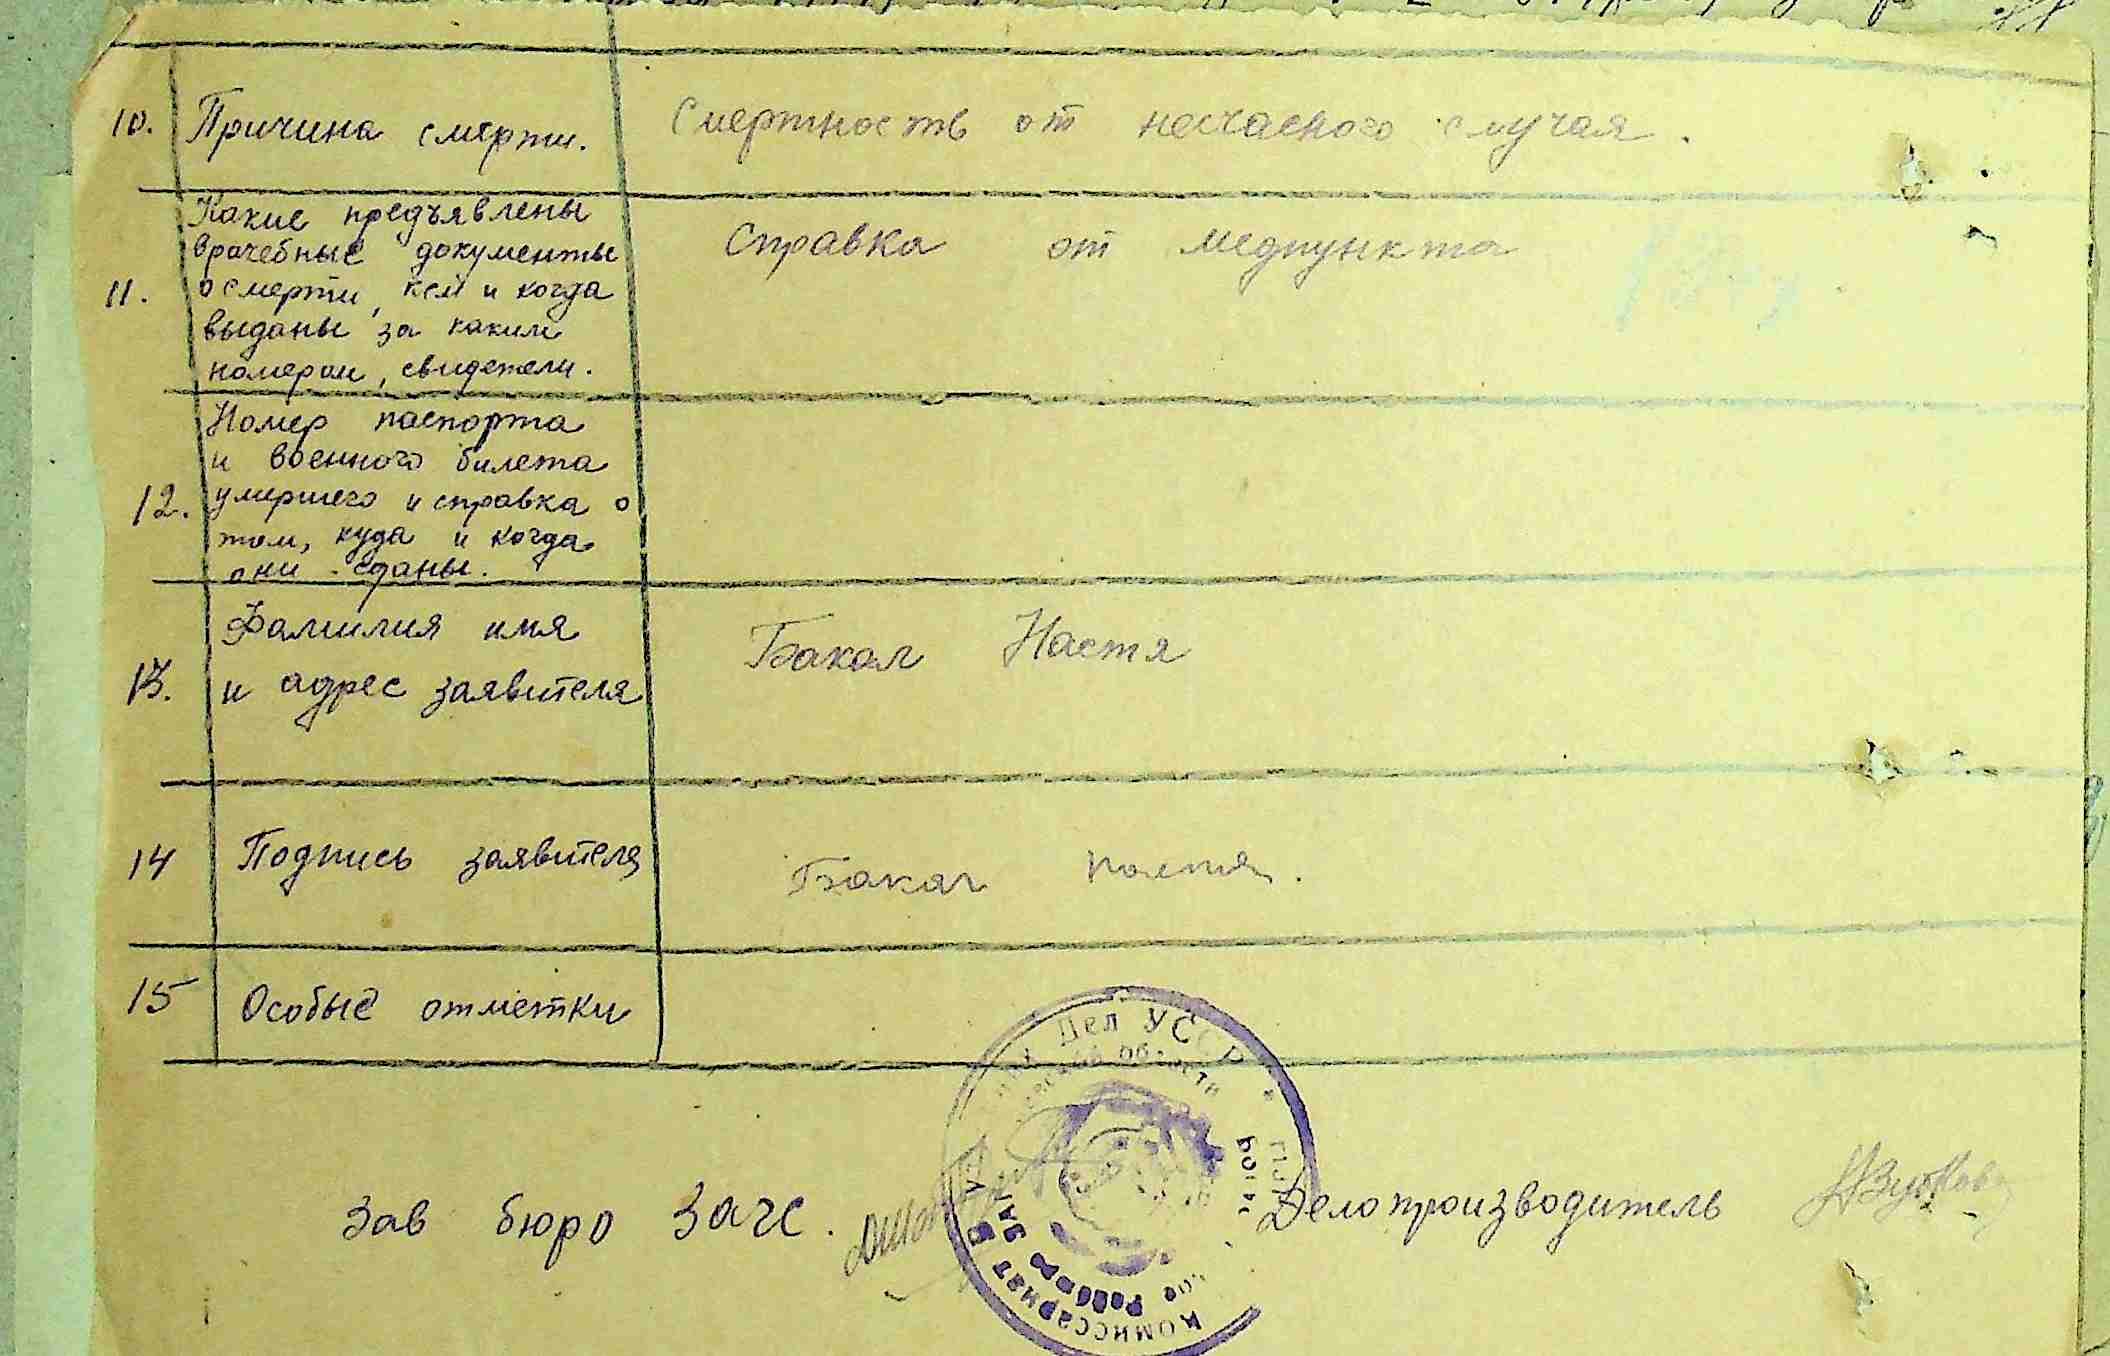 10. Причина смерти. Смертность от несчасного случая.
Какие предъявлены
врачебные документы
Справка от медпункта
11. о смерти, кем и когда
выданы за каким
номером, свидетели.
Номер паспорта
и военного билета
12. умершего и справка о
том, куда и когда
они сданы.
Фамилия имя
Бакал Настя
13. и адрес заявителя
14 Подпись заявителя Бакал Настя.
15 Особые отметки
Дел УССР
области
Зав бюро Загс. Делопроизводитель
Комиссариат